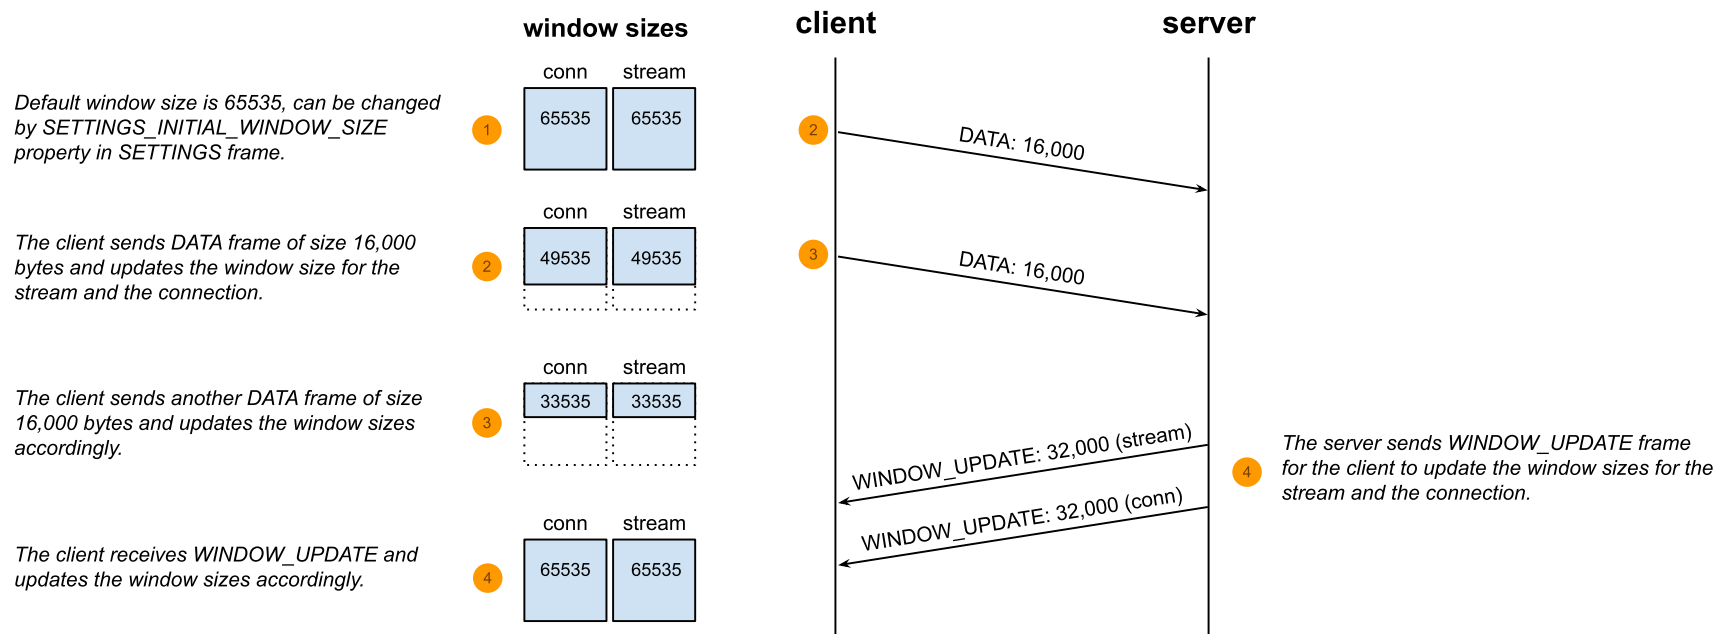 window sizes
client
server
conn
stream
Default window size is 65535, can be changed
by SETTINGS_INITIAL_WINDOW_SIZE
property in SETTINGS frame.
1
65535
65535
2
DATA: 16,000
conn
stream
The client sends DATA frame of size 16,000
bytes and updates the window size for the
stream and the connection.
2
49535
49535
3
DATA: 16,000
conn
stream
The client sends another DATA frame of size
16,000 bytes and updates the window sizes
accordingly.
3
33535
33535
WINDOW_UPDATE: 32,000 (stream)
WINDOW_UPDATE: 32,000 (conn)
4
The server sends WINDOW_UPDATE frame
for the client to update the window sizes for the
stream and the connection.
conn
stream
The client receives WINDOW_UPDATE and
updates the window sizes accordingly.
4
65535
65535